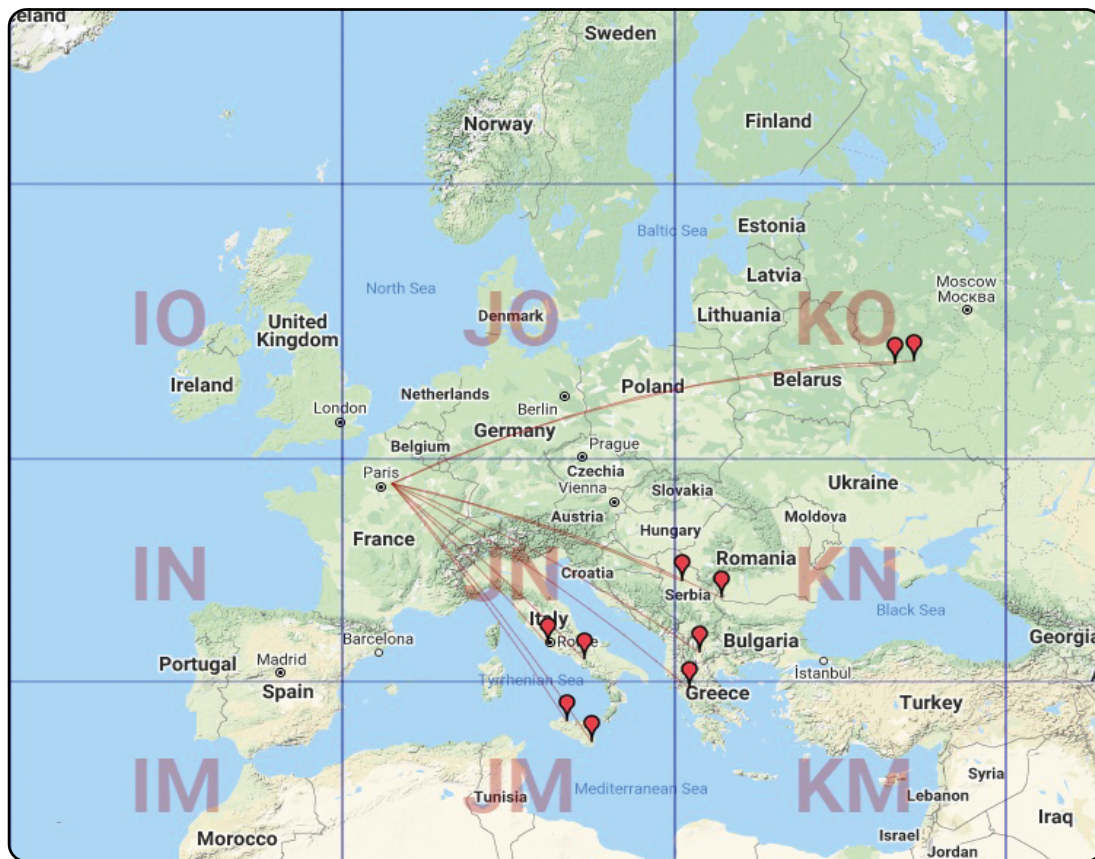 eland
Sweden
Norway
Finland
Estonia
Baltic Sea
Latvia
Moscow
Москва
North Sea
IO
JO
KO
United
Kingdom
Denmark
Lithuania
Ireland
Netherlands
Poland
Belarus
London
Berlin
Germany
Belgium
Prague
Paris
Czechia
Vienna
Slovakia
Ukraine
Austria
Moldova
France
Hungary
IN
JN
KN
Croatia
Romania
Serbia
Black Sea
Italy
Barcelona
Rome
Bulgaria
Georgia
Portugal
Madrid
Spain
Tyrrhenian Sea
İstanbul
Greece
Turkey
IM
JM
KM
Syria
Tunisia
Mediterranean Sea
Lebanon
Iraq
Morocco
Israel
Jordan